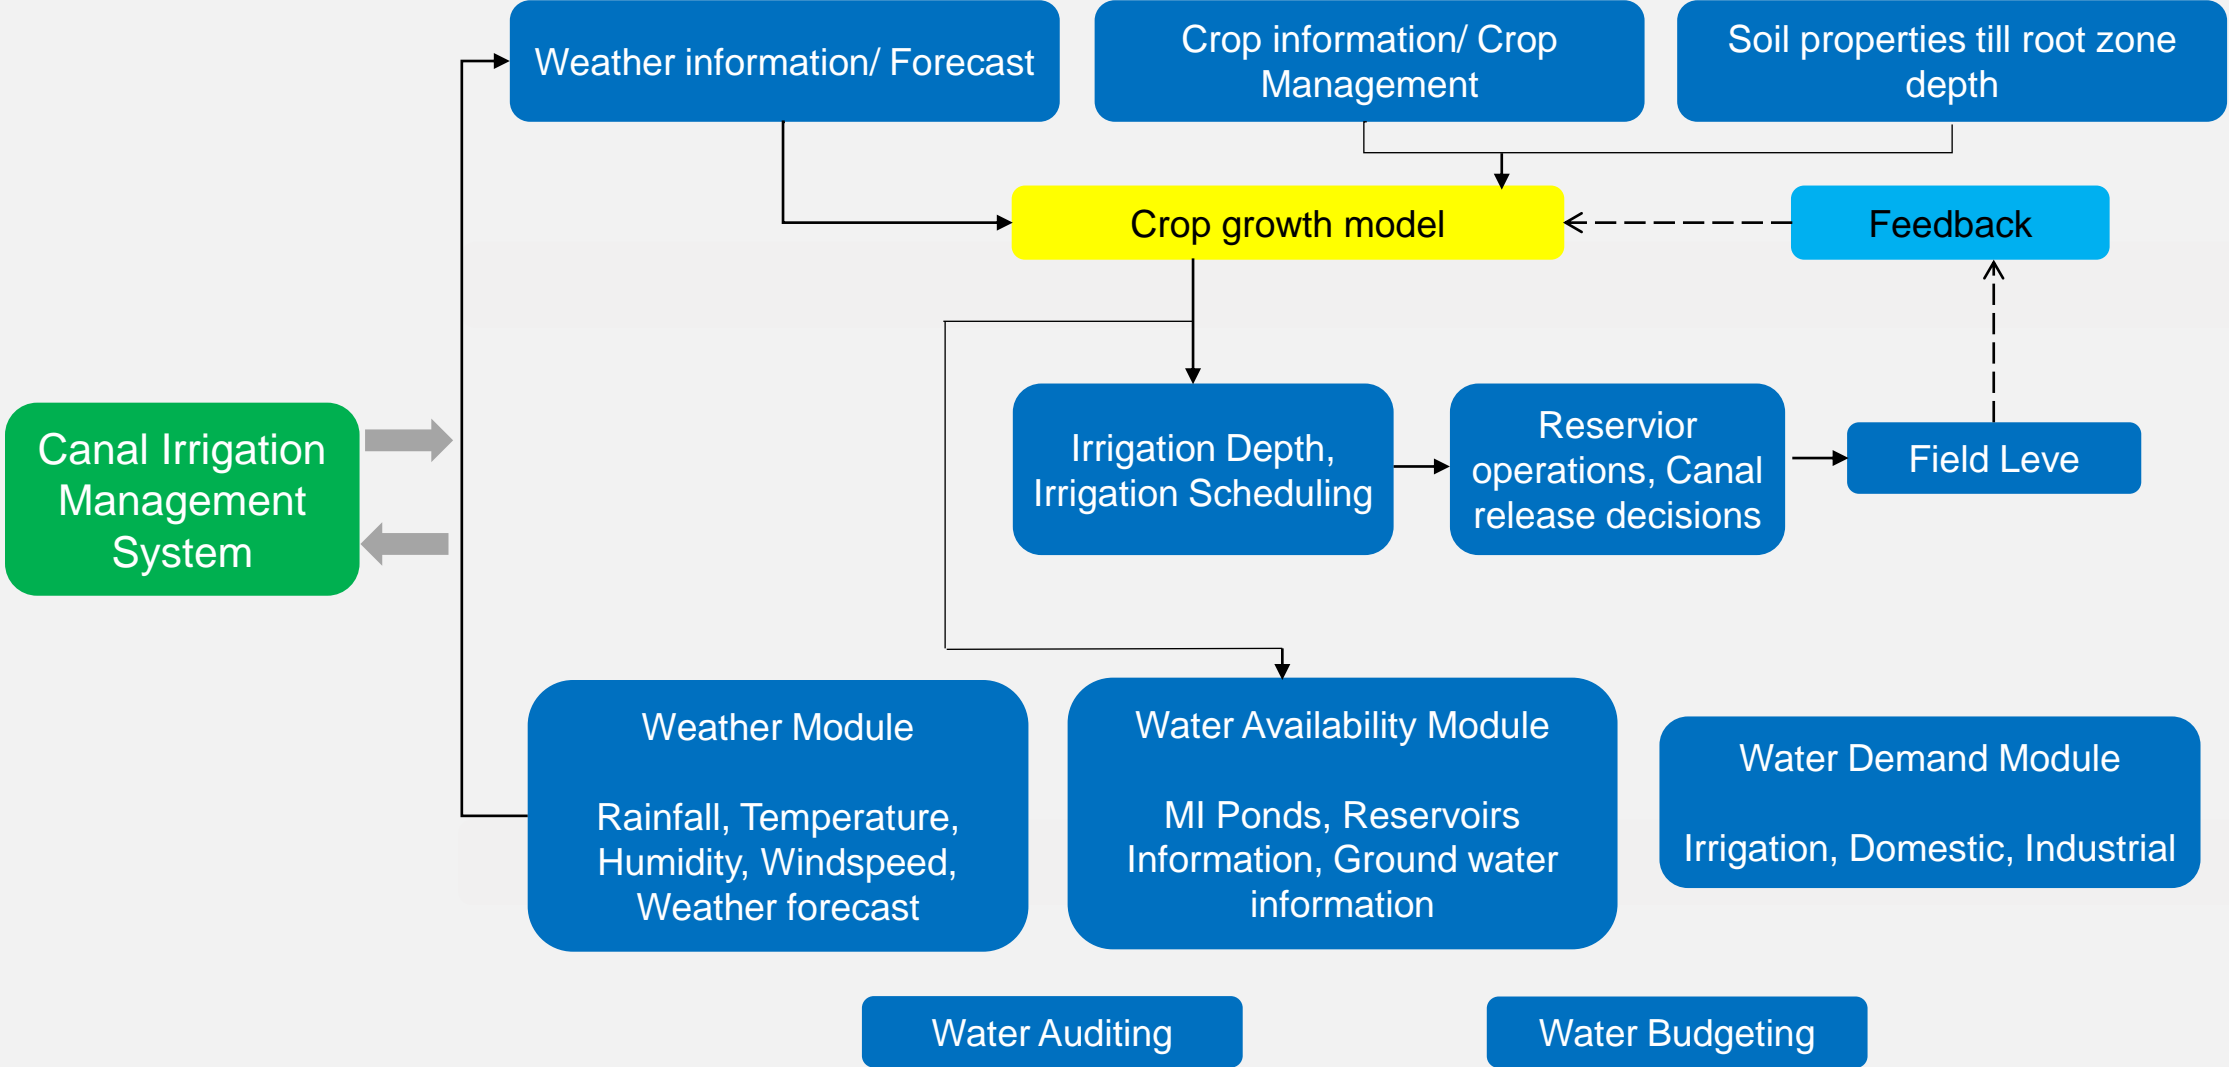 Weather information/ Forecast
Crop information/ Crop
Management
Soil properties till root zone
depth
Crop growth model
Feedback
Canal Irrigation
Management
System
Irrigation Depth,
Irrigation Scheduling
Reservior
operations, Canal
release decisions
Field Leve
Weather Module
Rainfall, Temperature,
Humidity, Windspeed,
Weather forecast
Water Availability Module
MI Ponds, Reservoirs
Information, Ground water
information
Water Demand Module
Irrigation, Domestic, Industrial
Water Auditing
Water Budgeting